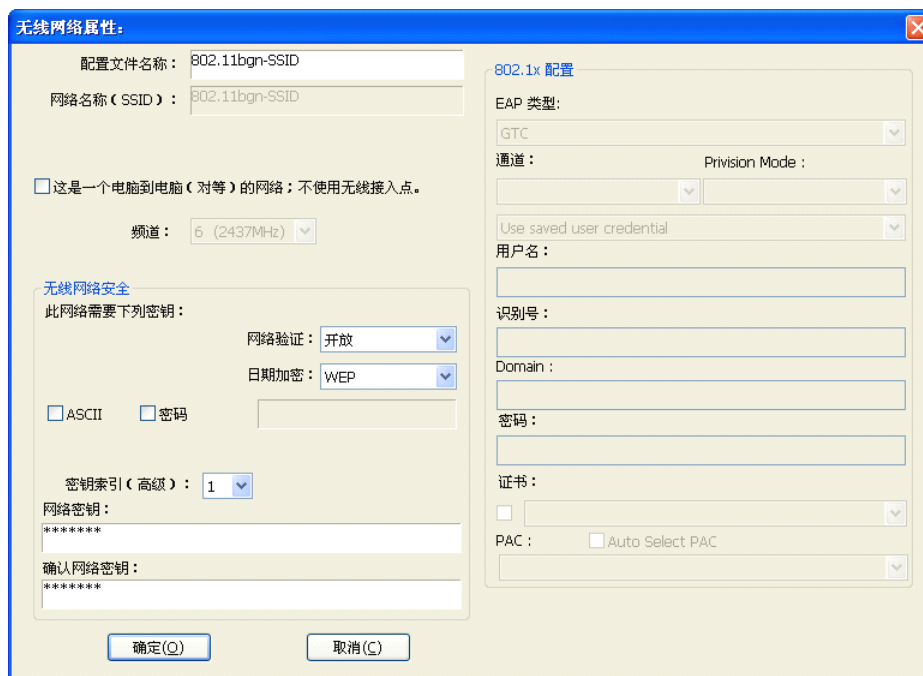 无线网络属性：
配置文件名称： 802.11bgn-SSID
网络名称（SSID）： 802.11bgn-SSID
这是一个电脑到电脑（对等）的网络；不使用无线接入点。
频道： 6 (2437MHz)
无线网络安全
此网络需要下列密钥：
网络验证： 开放
日期加密： WEP
ASCII 密码
密钥索引（高级）： 1
网络密钥：
*******
确认网络密钥：
*******
确定(O) 取消(C)
802.1x 配置
EAP 类型:
GTC
通道： Privision Mode :
Use saved user credential
用户名：
识别号：
Domain :
密码：
证书：
PAC : Auto Select PAC